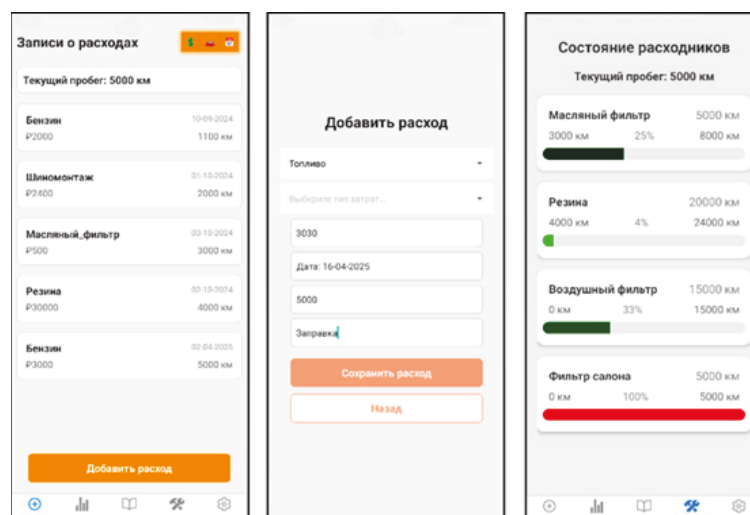 Записи о расходах
Текущий пробег: 5000 км
Бензин 10-09-2024
₽2000 1100 км
Шиномонтаж 01-10-2024
₽2400 2000 км
Масляный_фильтр 03-10-2024
₽500 3000 км
Резина 02-10-2024
₽30000 4000 км
Бензин 02-04-2025
₽3000 5000 км
Добавить расход
Добавить расход
Топливо
Выберите тип затрат...
3030
Дата: 16-04-2025
5000
Заправка
Сохранить расход
Назад
Состояние расходников
Текущий пробег: 5000 км
Масляный фильтр 5000 км
3000 км 25% 8000 км
Резина 20000 км
4000 км 4% 24000 км
Воздушный фильтр 15000 км
0 км 33% 15000 км
Фильтр салона 5000 км
0 км 100% 5000 км